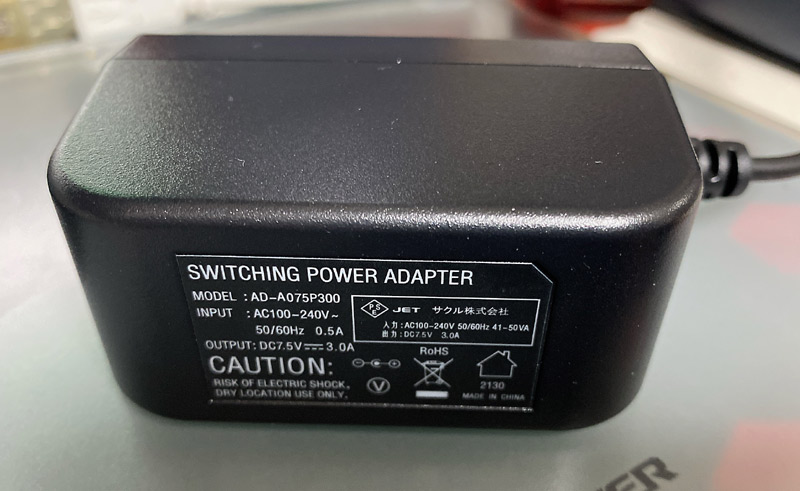 SWITCHING POWER ADAPTER
MODEL : AD-A075P300
INPUT : AC100-240V~
50/60Hz 0.5A
OUTPUT: DC7.5V⎓3.0A
PSE JET サクル株式会社
入力:AC100-240V 50/60Hz 41-50VA
出力:DC7.5V 3.0A
CAUTION:
RISK OF ELECTRIC SHOCK.
DRY LOCATION USE ONLY.
V
RoHS
2130
MADE IN CHINA